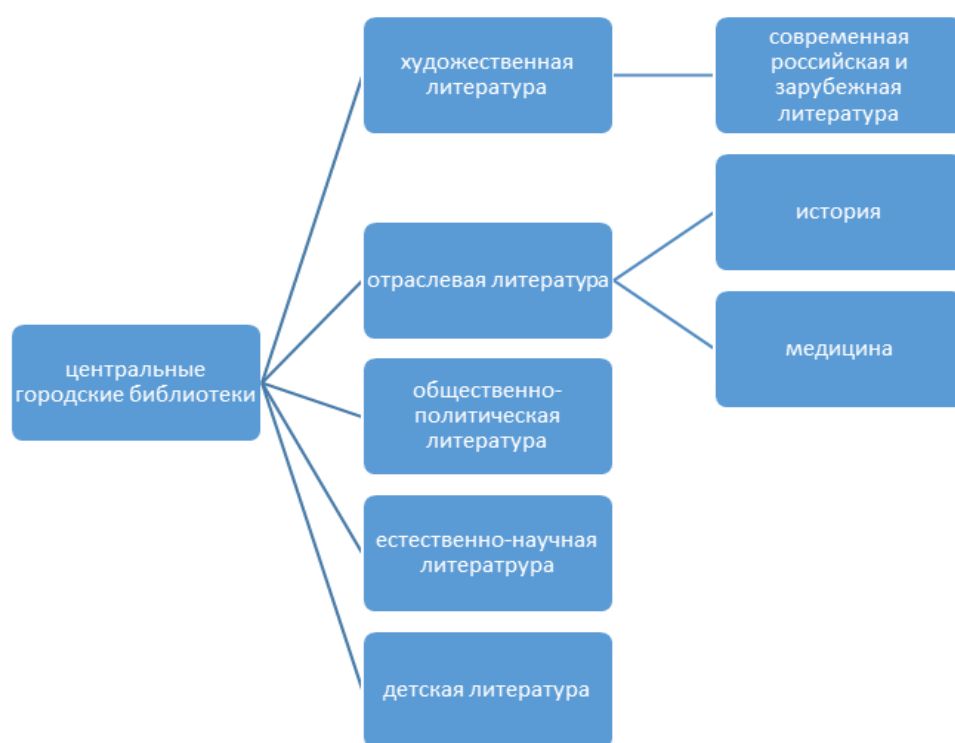 художественная
литература
современная
российская и
зарубежная
литература
история
отраслевая литература
медицина
центральные
городские библиотеки
общественно-
политическая
литература
естественно-научная
литератрура
детская литература